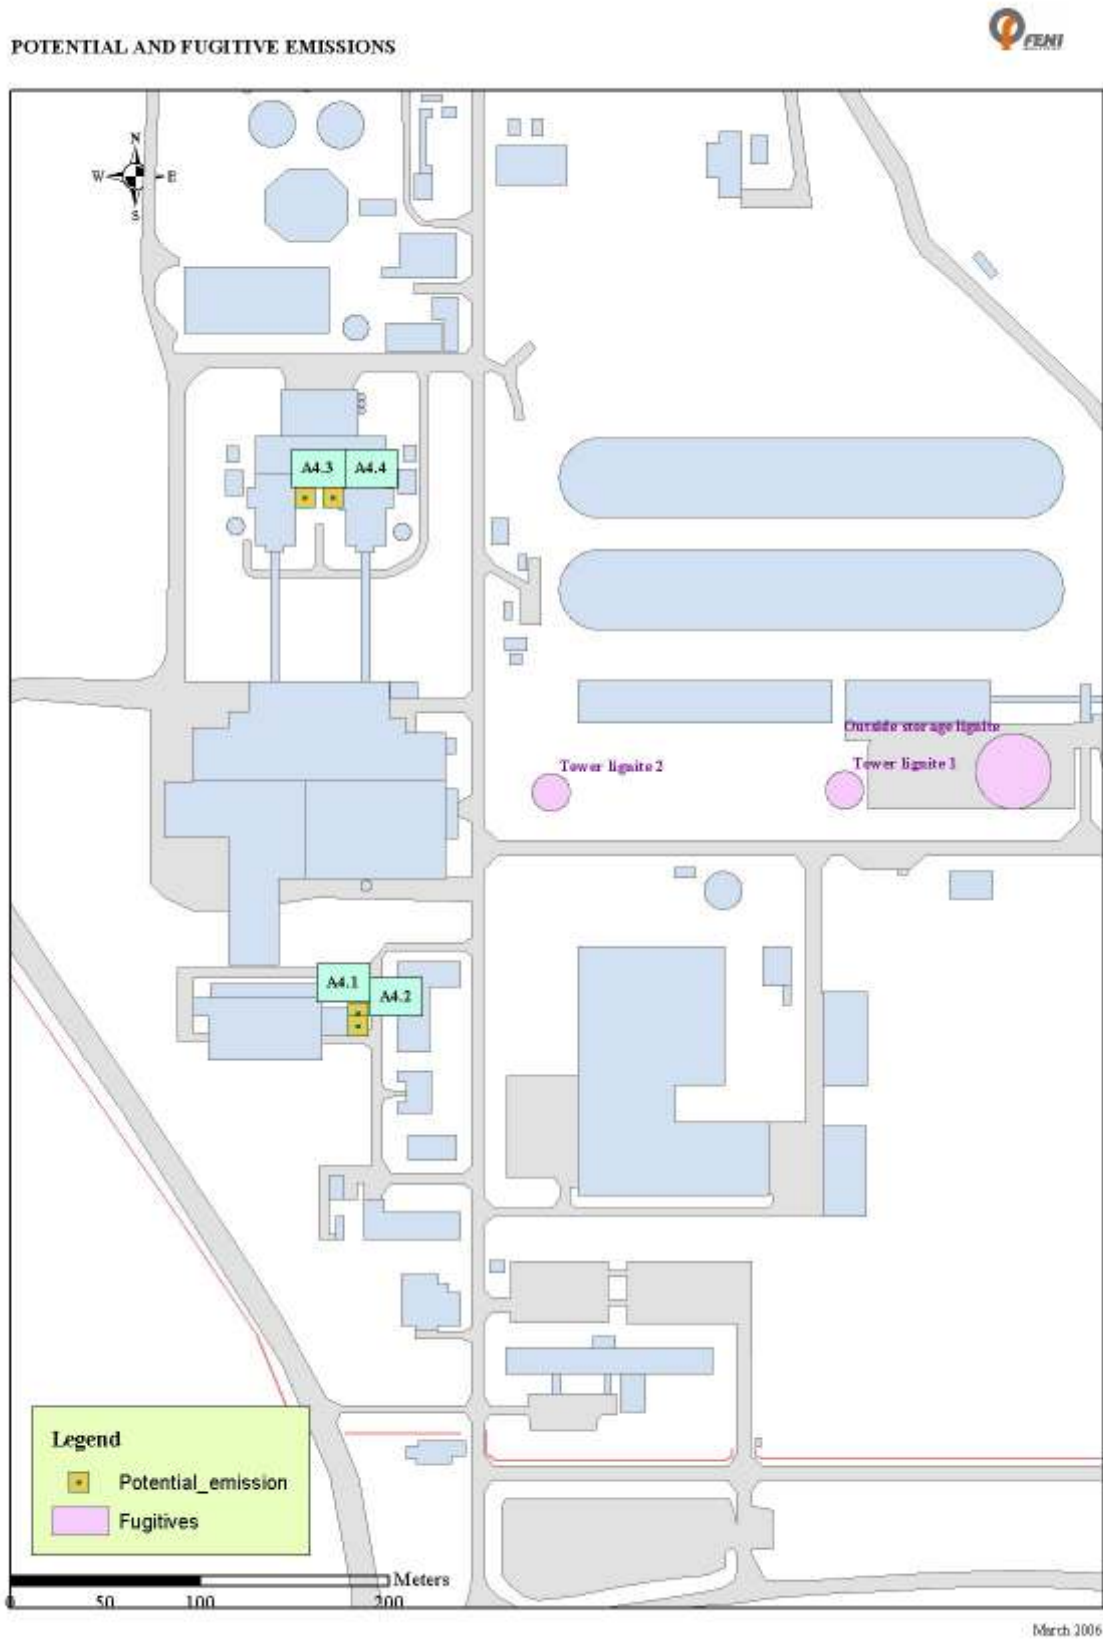 FENI
POTENTIAL AND FUGITIVE EMISSIONS
N
W E
S
A4.3 A4.4
Outside storage lignite
Tower lignite 2
Tower lignite 1
A4.1
A4.2
Legend
Potential_emission
Fugitives
Meters
0 50 100 200
March 2006